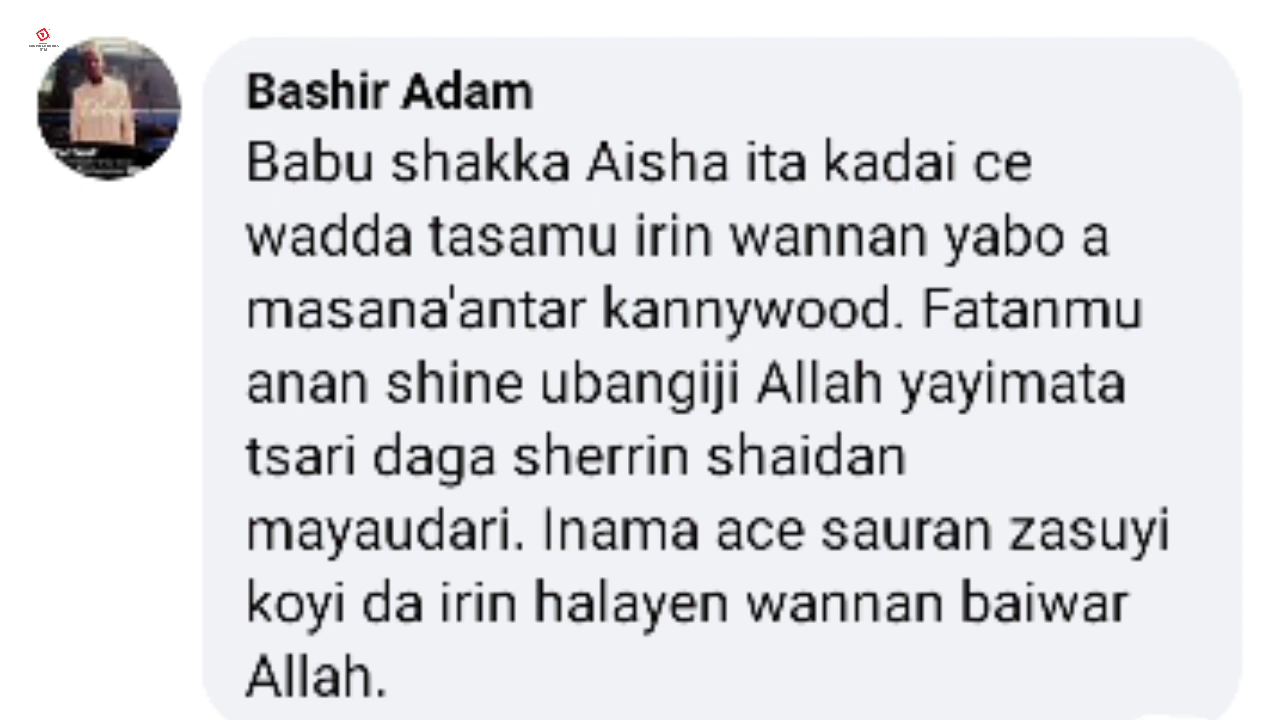 Bashir Adam
Babu shakka Aisha ita kadai ce
wadda tasamu irin wannan yabo a
masana'antar kannywood. Fatanmu
anan shine ubangiji Allah yayimata
tsari daga sherrin shaidan
mayaudari. Inama ace sauran zasuyi
koyi da irin halayen wannan baiwar
Allah.